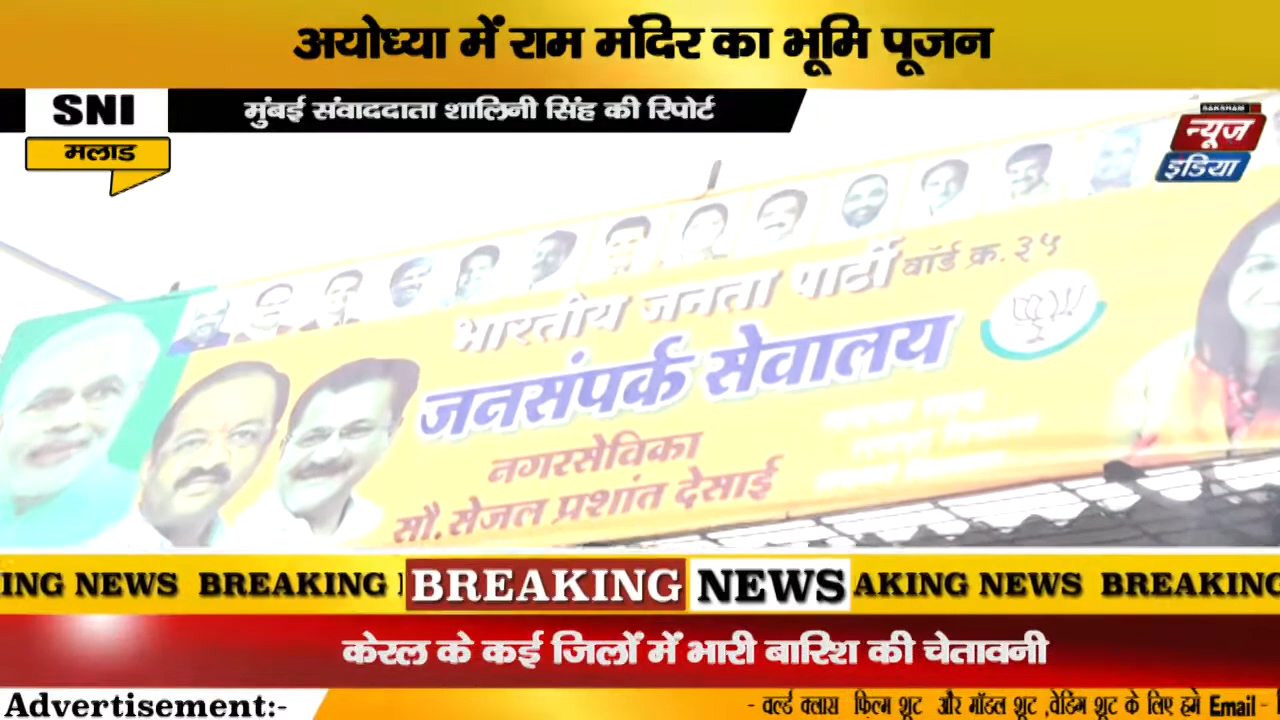 अयोध्या में राम मंदिर का भूमि पूजन
SNI
मुंबई संवाददाता शालिनी सिंह की रिपोर्ट
मलाड
SAKSHAM
न्यूज
इंडिया
भारतीय जनता पार्टी वॉर्ड क्र. ३५
जनसंपर्क सेवालय
नगरसेविका
सौ. सेजल प्रशांत देसाई
ING NEWS BREAKING BREAKING NEWS AKING NEWS BREAKING
केरल के कई जिलों में भारी बारिश की चेतावनी
Advertisement:- - वर्ल्ड क्लास फिल्म शूट और मॉडल शूट ,वेडिंग शूट के लिए हमे Email -